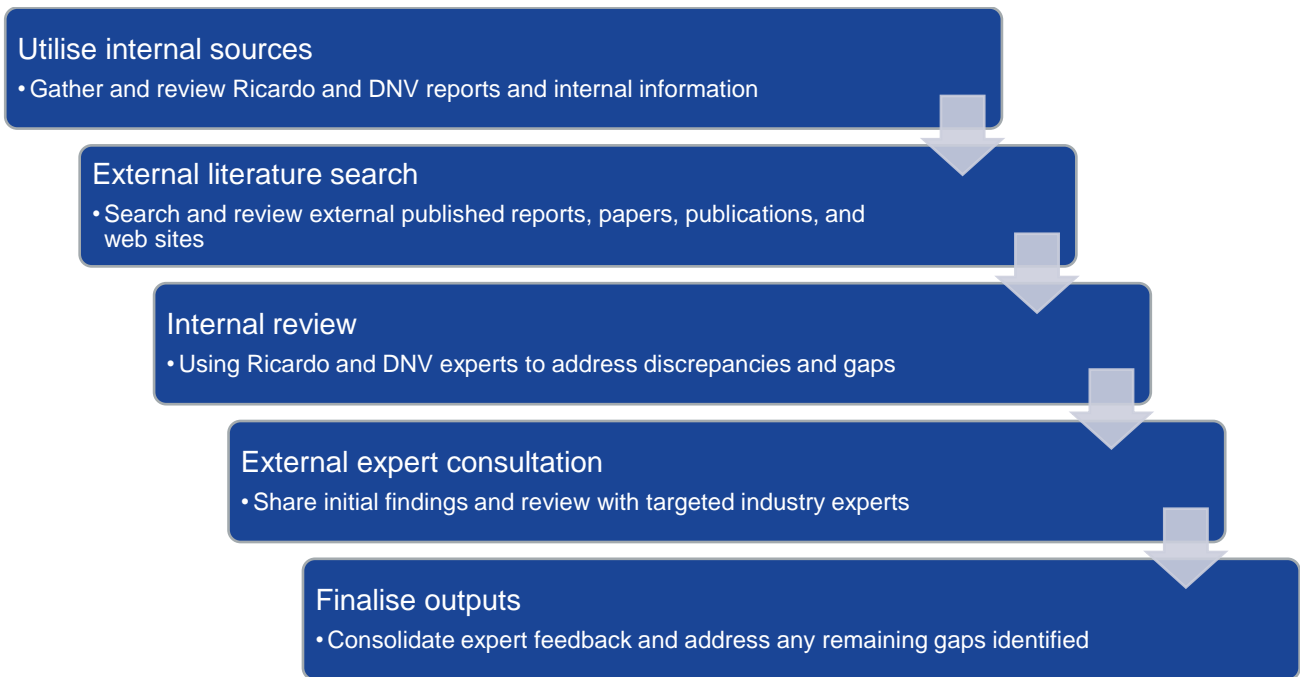 Utilise internal sources
• Gather and review Ricardo and DNV reports and internal information
External literature search
• Search and review external published reports, papers, publications, and
web sites
Internal review
• Using Ricardo and DNV experts to address discrepancies and gaps
External expert consultation
• Share initial findings and review with targeted industry experts
Finalise outputs
• Consolidate expert feedback and address any remaining gaps identified